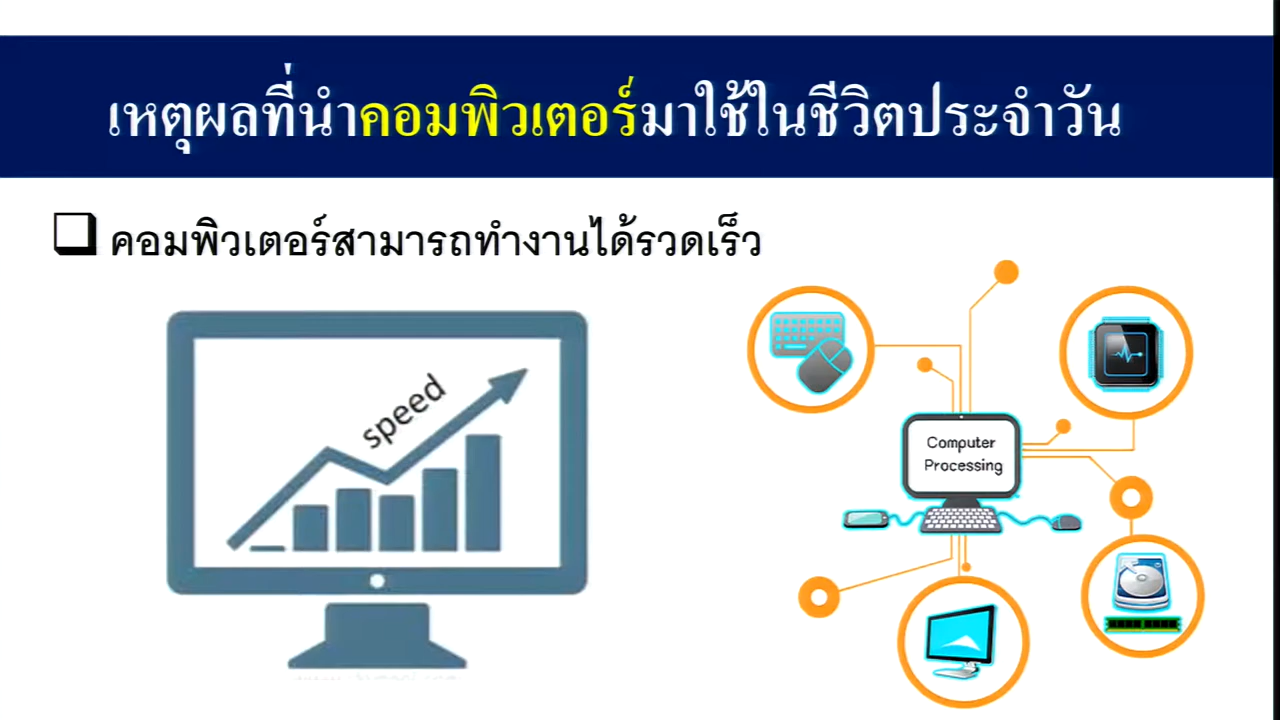 เหตุผลที่นำคอมพิวเตอร์มาใช้ในชีวิตประจำวัน
คอมพิวเตอร์สามารถทำงานได้รวดเร็ว
speed
Computer
Processing